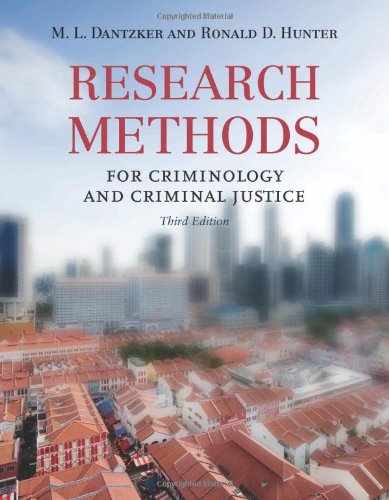 Copyrighted Material
M. L. Dantzker and Ronald D. Hunter
Research
Methods
for Criminology
and Criminal Justice
Third Edition
Copyrighted Material